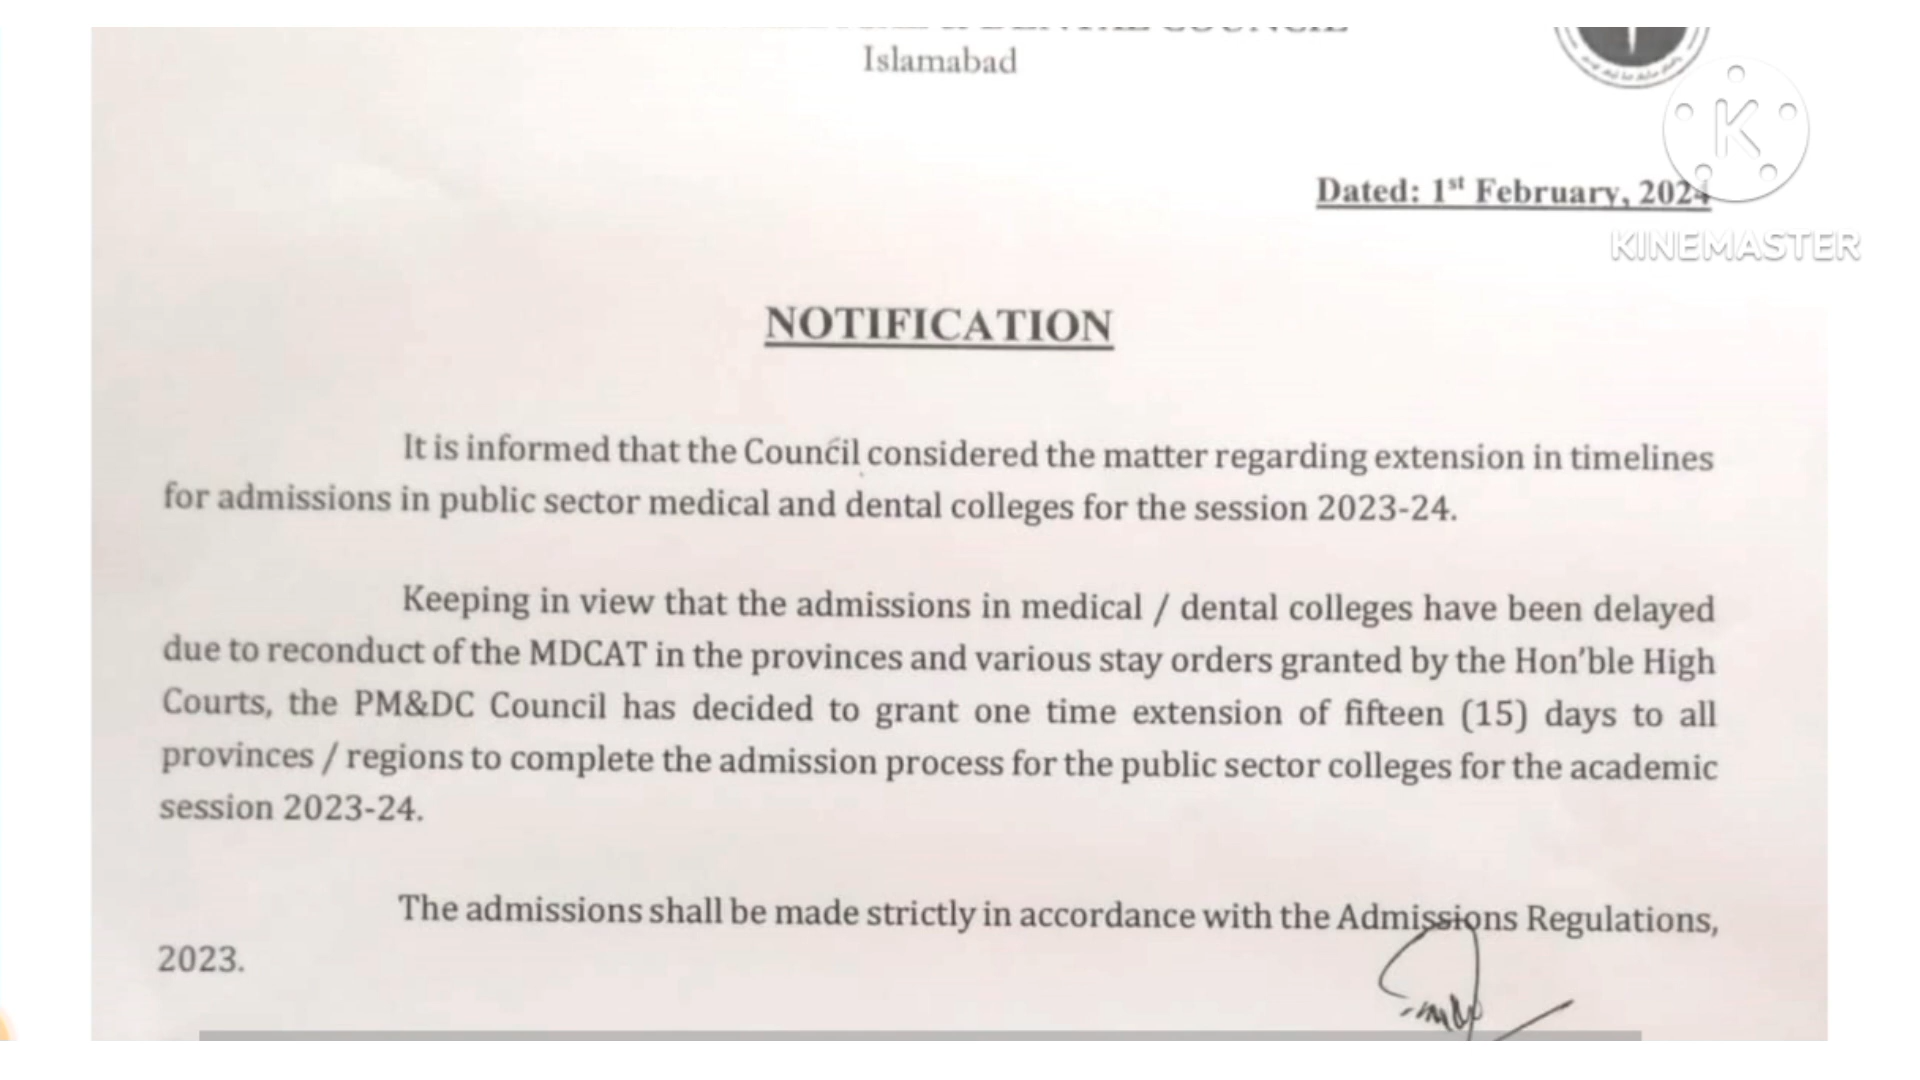 & DENTAL COUNCIL
Islamabad
Dated: 1st February, 2024
KINEMASTER
NOTIFICATION
It is informed that the Council considered the matter regarding extension in timelines
for admissions in public sector medical and dental colleges for the session 2023-24.
Keeping in view that the admissions in medical / dental colleges have been delayed
due to reconduct of the MDCAT in the provinces and various stay orders granted by the Hon'ble High
Courts, the PM&DC Council has decided to grant one time extension of fifteen (15) days to all
provinces / regions to complete the admission process for the public sector colleges for the academic
session 2023-24.
The admissions shall be made strictly in accordance with the Admissions Regulations,
2023.